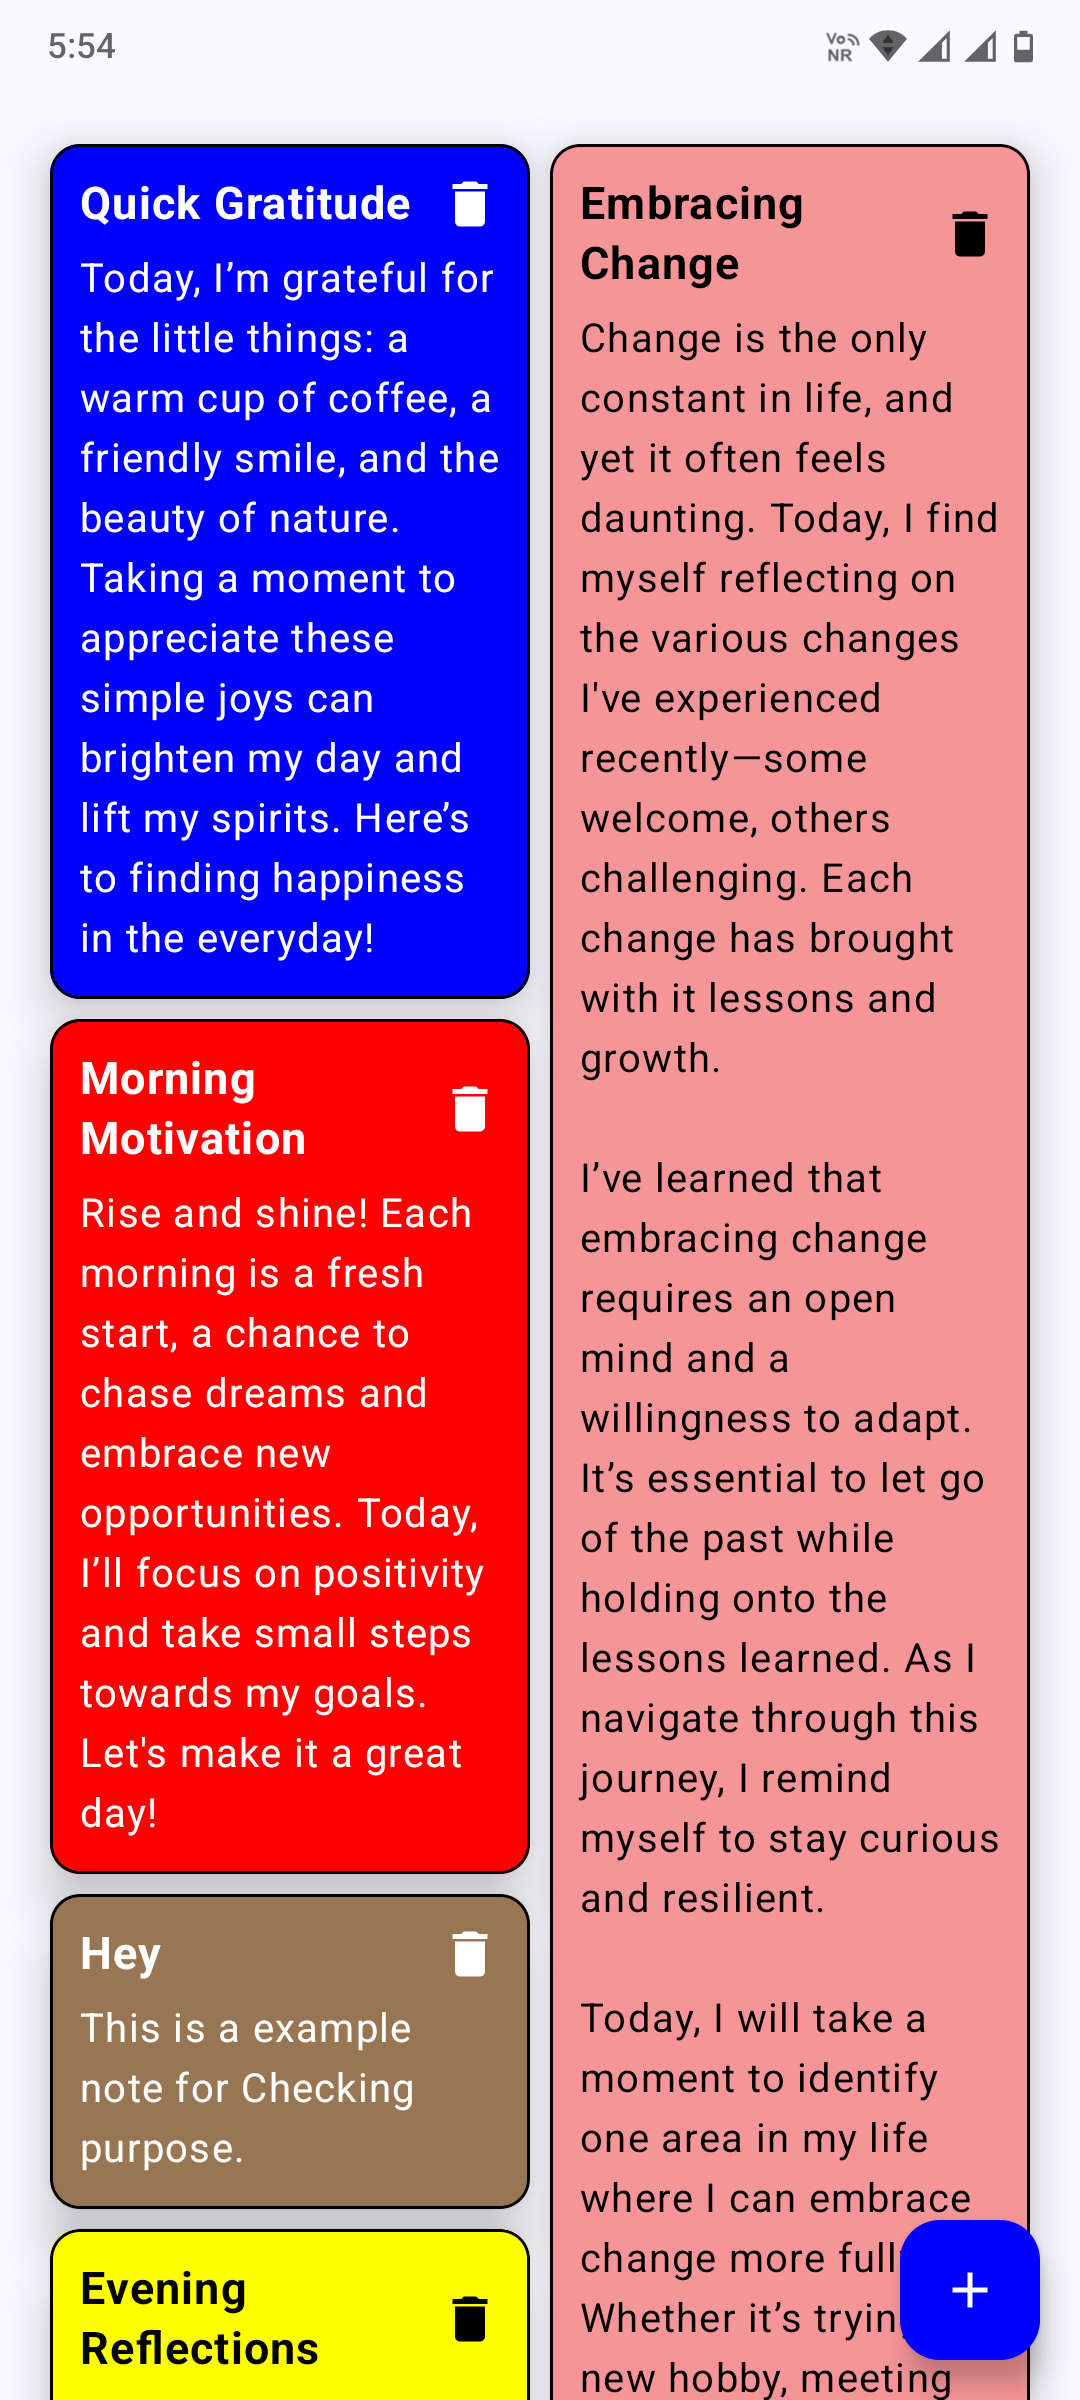 5:54
Vo
NR
Quick Gratitude
Today, I’m grateful for
the little things: a
warm cup of coffee, a
friendly smile, and the
beauty of nature.
Taking a moment to
appreciate these
simple joys can
brighten my day and
lift my spirits. Here’s
to finding happiness
in the everyday!
Morning
Motivation
Rise and shine! Each
morning is a fresh
start, a chance to
chase dreams and
embrace new
opportunities. Today,
I’ll focus on positivity
and take small steps
towards my goals.
Let's make it a great
day!
Hey
This is a example
note for Checking
purpose.
Evening
Reflections
Embracing
Change
Change is the only
constant in life, and
yet it often feels
daunting. Today, I find
myself reflecting on
the various changes
I've experienced
recently—some
welcome, others
challenging. Each
change has brought
with it lessons and
growth.
I’ve learned that
embracing change
requires an open
mind and a
willingness to adapt.
It’s essential to let go
of the past while
holding onto the
lessons learned. As I
navigate through this
journey, I remind
myself to stay curious
and resilient.
Today, I will take a
moment to identify
one area in my life
where I can embrace
change more
Whether it’s
new hobby, meeting